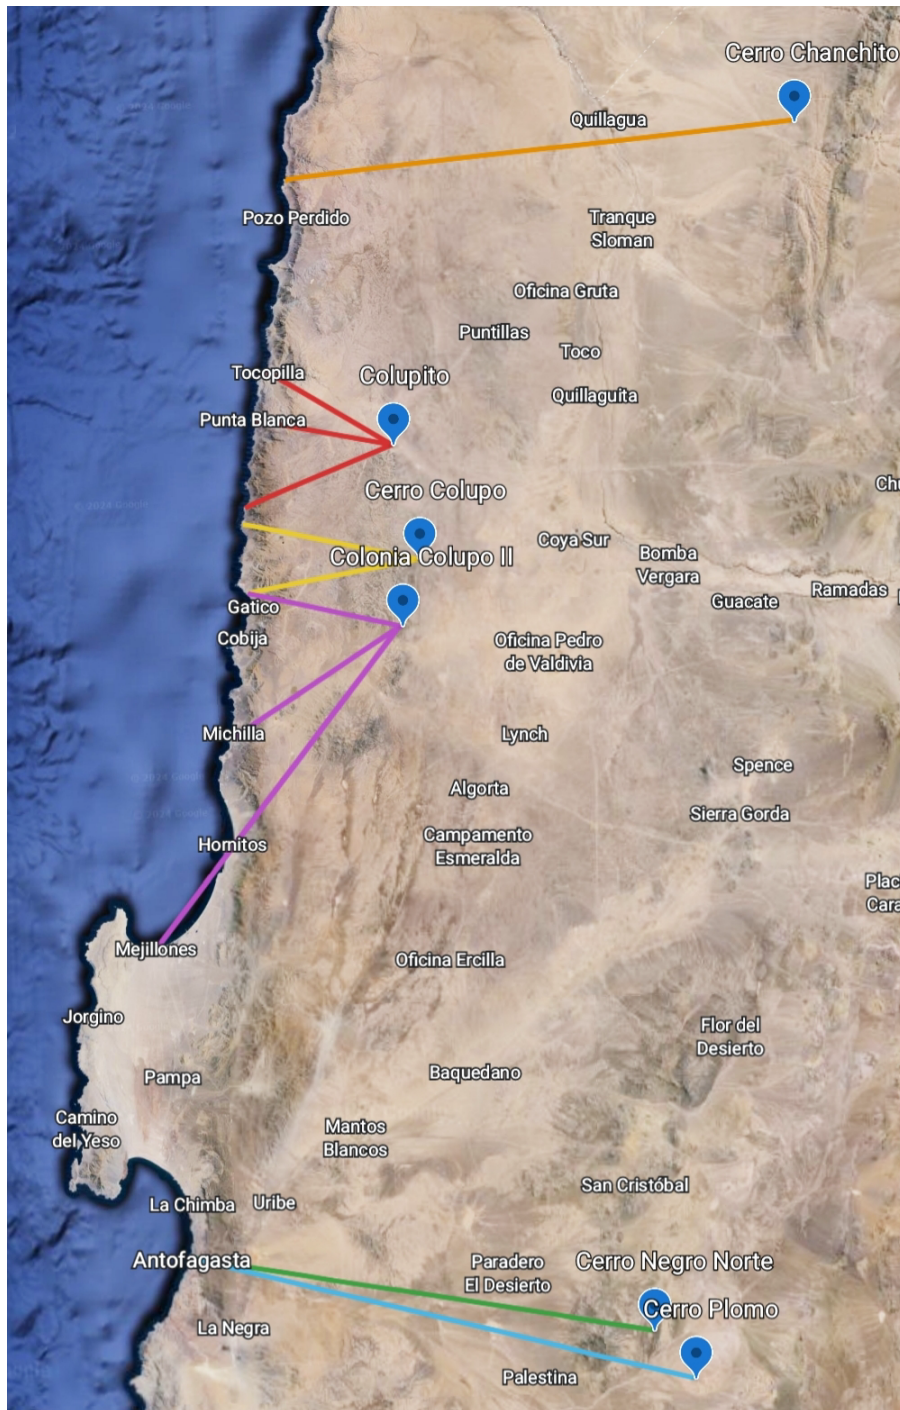 Cerro Chanchito
Quillagua
Pozo Perdido
Tranque
Sloman
Oficina Gruta
Puntillas
Toco
Tocopilla
Colupito
Quillaguita
Punta Blanca
Cerro Colupo
Coya Sur
Colonia Colupo II
Bomba
Vergara
Ramadas
Guacate
Gatico
Cobija
Oficina Pedro
de Valdivia
Michilla
Lynch
Spence
Algorta
Sierra Gorda
Campamento
Esmeralda
Hornitos
Mejillones
Oficina Ercilla
Jorgino
Flor del
Desierto
Pampa
Baquedano
Camino
del Yeso
Mantos
Blancos
San Cristóbal
La Chimba
Uribe
Antofagasta
Paradero
El Desierto
Cerro Negro Norte
Cerro Plomo
La Negra
Palestina